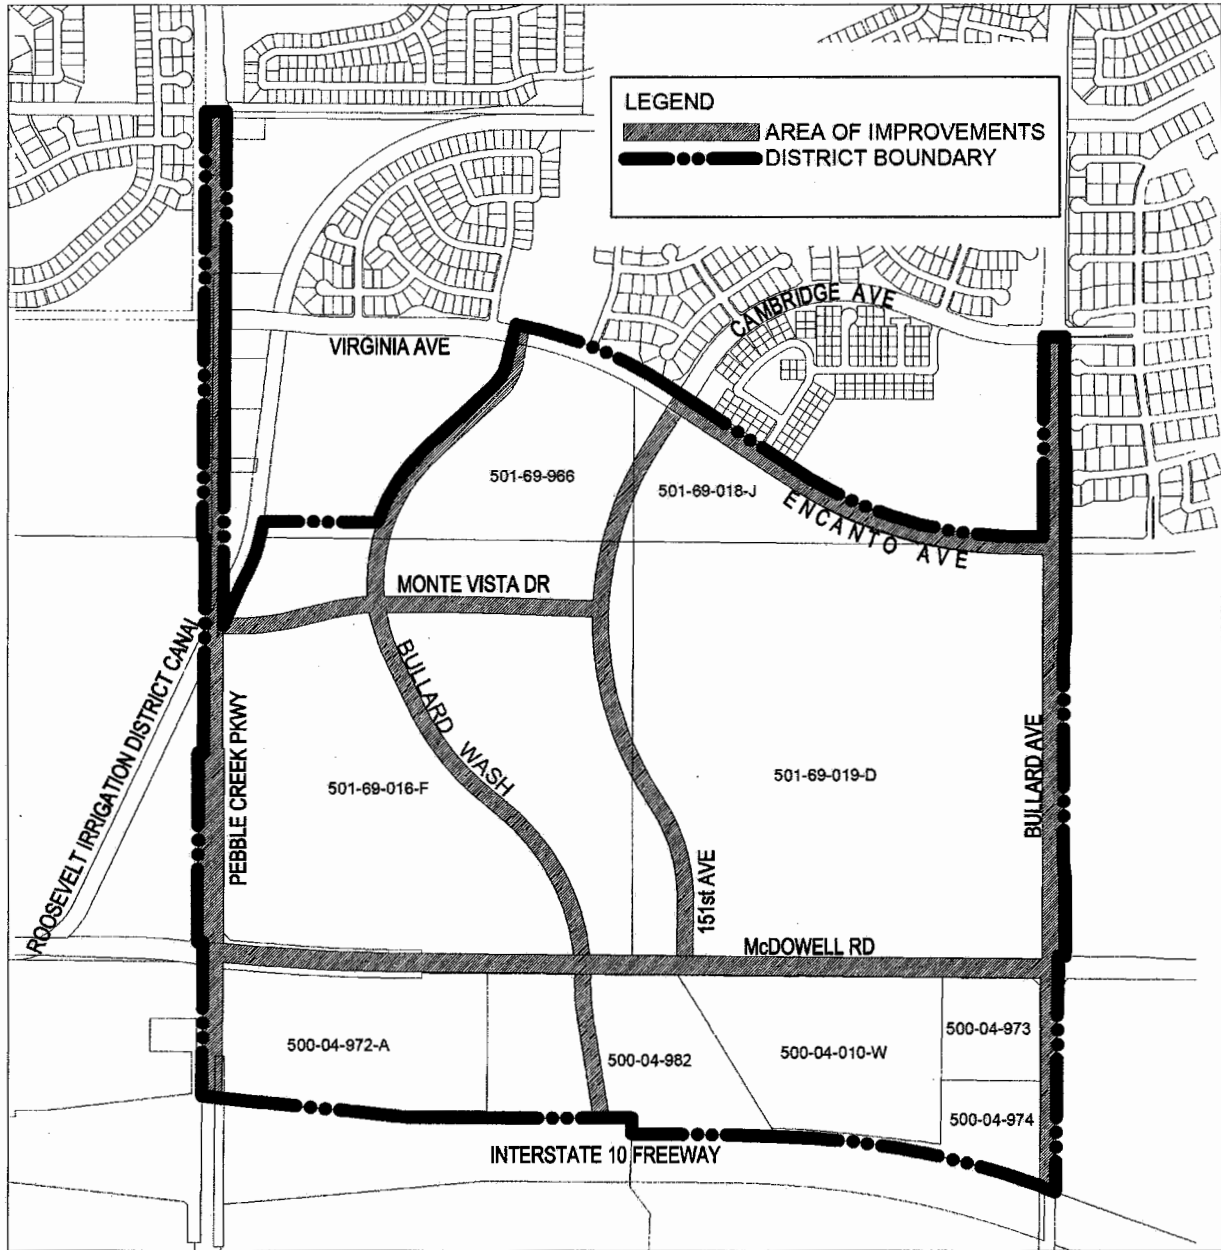 LEGEND
AREA OF IMPROVEMENTS
DISTRICT BOUNDARY
CAMBRIDGE AVE
VIRGINIA AVE
501-69-966
501-69-018-J
ENCANTO AVE
MONTE VISTA DR
ROOSEVELT IRRIGATION DISTRICT CANAL
PEBBLE CREEK PKWY
BULLARD WASH
501-69-016-F
501-69-019-D
BULLARD AVE
151st AVE
McDOWELL RD
500-04-972-A
500-04-982
500-04-010-W
500-04-973
500-04-974
INTERSTATE 10 FREEWAY